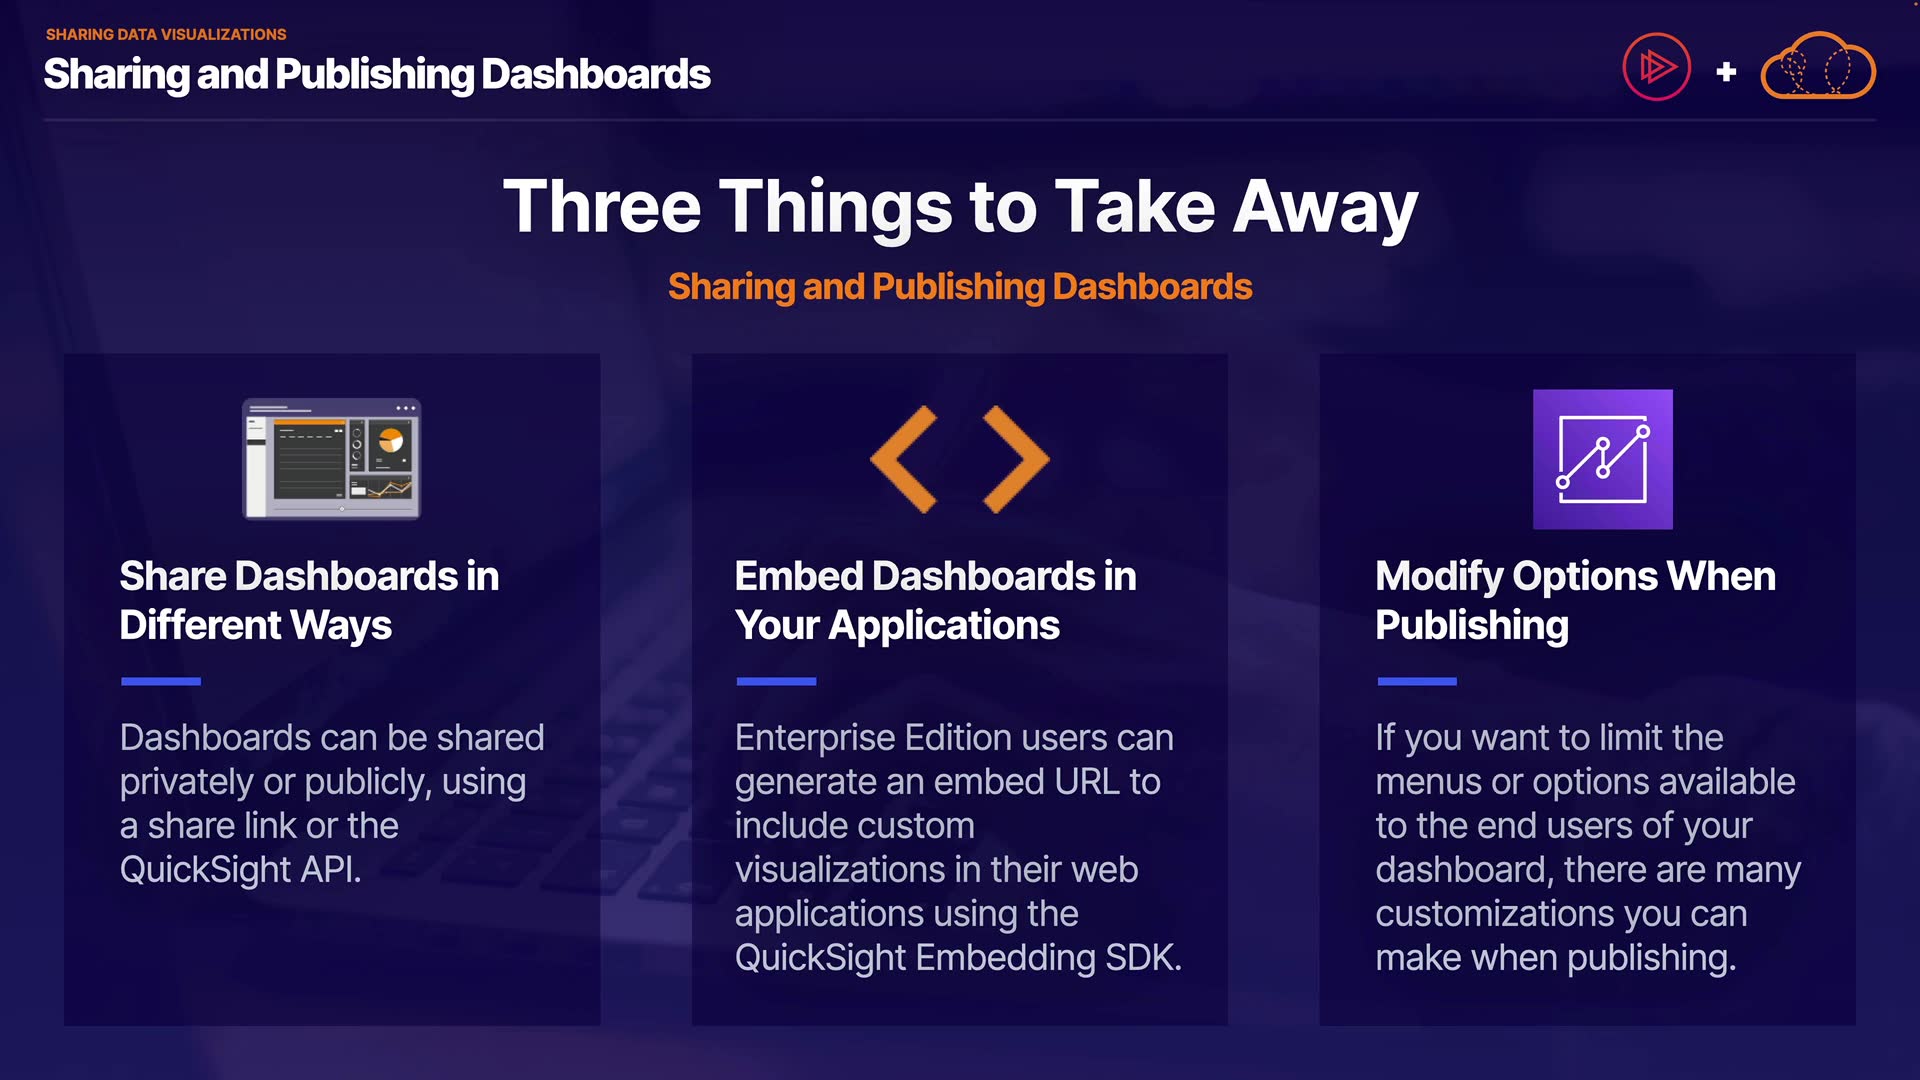 SHARING DATA VISUALIZATIONS
Sharing and Publishing Dashboards
Three Things to Take Away
Sharing and Publishing Dashboards
Share Dashboards in
Different Ways
Dashboards can be shared
privately or publicly, using
a share link or the
QuickSight API.
Embed Dashboards in
Your Applications
Enterprise Edition users can
generate an embed URL to
include custom
visualizations in their web
applications using the
QuickSight Embedding SDK.
Modify Options When
Publishing
If you want to limit the
menus or options available
to the end users of your
dashboard, there are many
customizations you can
make when publishing.